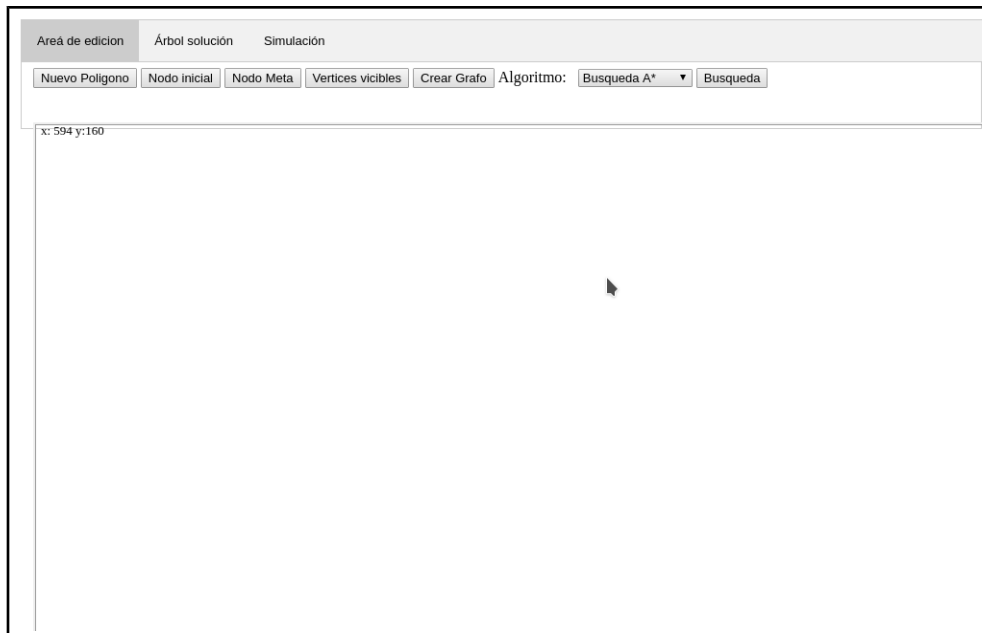 Areá de edicion Árbol solución Simulación
Nuevo Poligono Nodo inicial Nodo Meta Vertices vicibles Crear Grafo Algoritmo: Busqueda A* Busqueda
x: 594 y:160